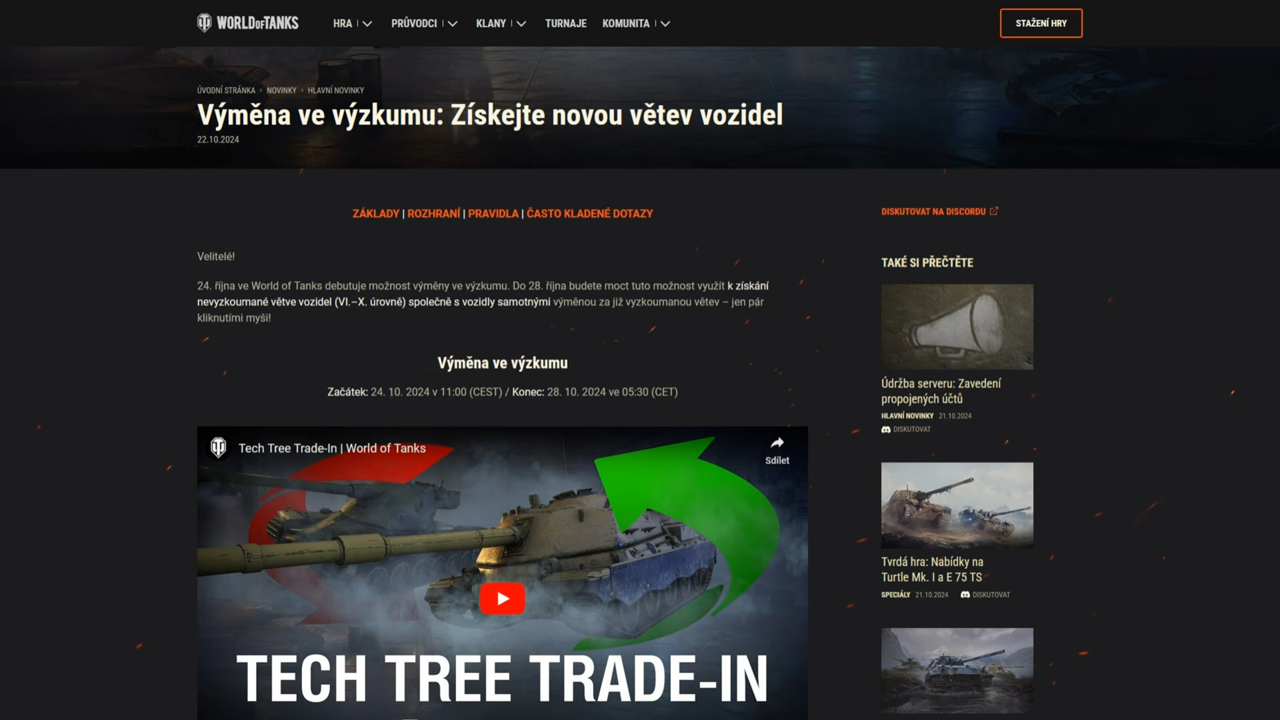 WORLD OF TANKS
HRA
PRŮVODCI
KLANY
TURNAJE
KOMUNITA
STAŽENÍ HRY
ÚVODNÍ STRÁNKA › NOVINKY › HLAVNÍ NOVINKY
Výměna ve výzkumu: Získejte novou větev vozidel
22.10.2024
ZÁKLADY | ROZHRANÍ | PRAVIDLA | ČASTO KLADENÉ DOTAZY
Velitelé!
24. října ve World of Tanks debutuje možnost výměny ve výzkumu. Do 28. října budete moct tuto možnost využít k získání
nevyzkoumané větve vozidel (VI.–X. úrovně) společně s vozidly samotnými výměnou za již vyzkoumanou větev – jen pár
kliknutími myši!
Výměna ve výzkumu
Začátek: 24. 10. 2024 v 11:00 (CEST) / Konec: 28. 10. 2024 ve 05:30 (CET)
Tech Tree Trade-In | World of Tanks
Sdílet
TECH TREE TRADE-IN
DISKUTOVAT NA DISCORDU
TAKÉ SI PŘEČTĚTE
Údržba serveru: Zavedení
propojených účtů
HLAVNÍ NOVINKY 21.10.2024
DISKUTOVAT
Tvrdá hra: Nabídky na
Turtle Mk. I a E 75 TS
SPECIÁLY 21.10.2024 DISKUTOVAT